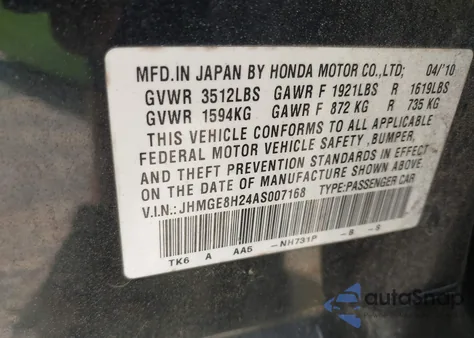 MFD.IN JAPAN BY HONDA MOTOR CO.,LTD; 04/'10
GVWR 3512LBS GAWR F 1921LBS R 1619LBS
GVWR 1594KG GAWR F 872 KG R 735 KG
THIS VEHICLE CONFORMS TO ALL APPLICABLE
FEDERAL MOTOR VEHICLE SAFETY ,BUMPER,
AND THEFT PREVENTION STANDARDS IN EFFECT
ON THE DATE OF MANUFACTURE SHOWN ABOVE.
V.I.N.:JHMGE8H24AS007168 TYPE:PASSENGER CAR
TK6 A AA6 -NH731P -B -S
autoSnap